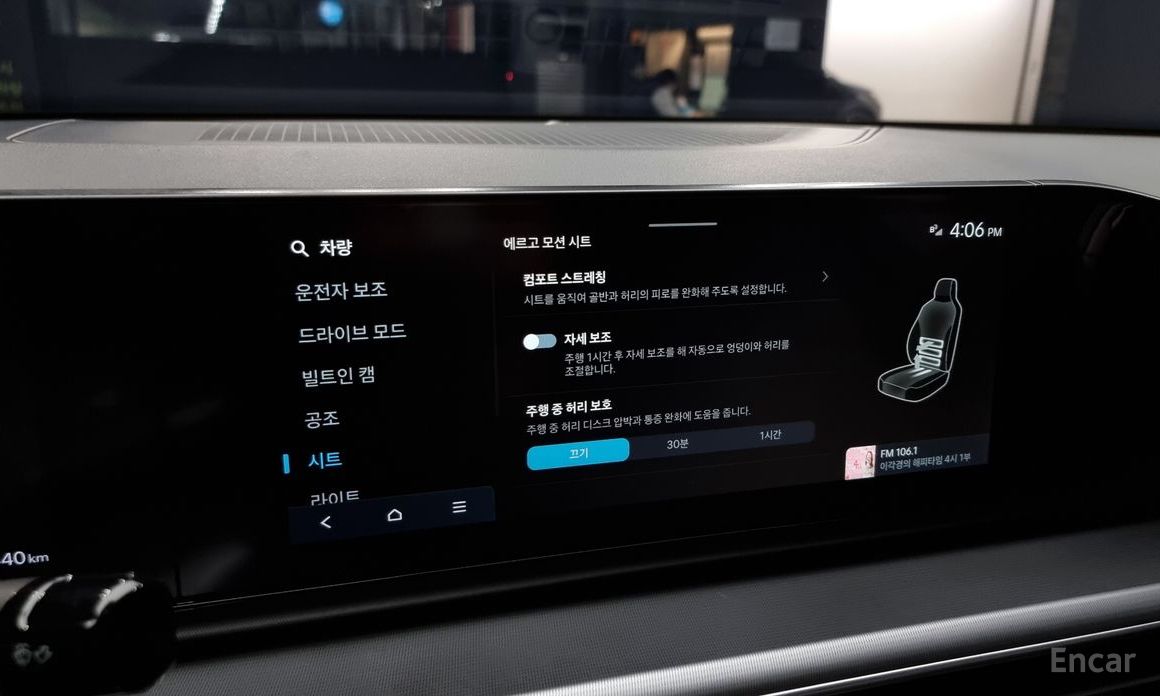 차량
운전자 보조
드라이브 모드
빌트인 캠
공조
시트
라이트
에르고 모션 시트
컴포트 스트레칭
시트를 움직여 골반과 허리의 피로를 완화해 주도록 설정합니다.
자세 보조
주행 1시간 후 자세 보조를 해 자동으로 엉덩이와 허리를
조절합니다.
주행 중 허리 보호
주행 중 허리 디스크 압박과 통증 완화에 도움을 줍니다.
끄기
30분
1시간
4:06 PM
FM 106.1
이각경의 해피타임 4시 1부
40 km
Encar